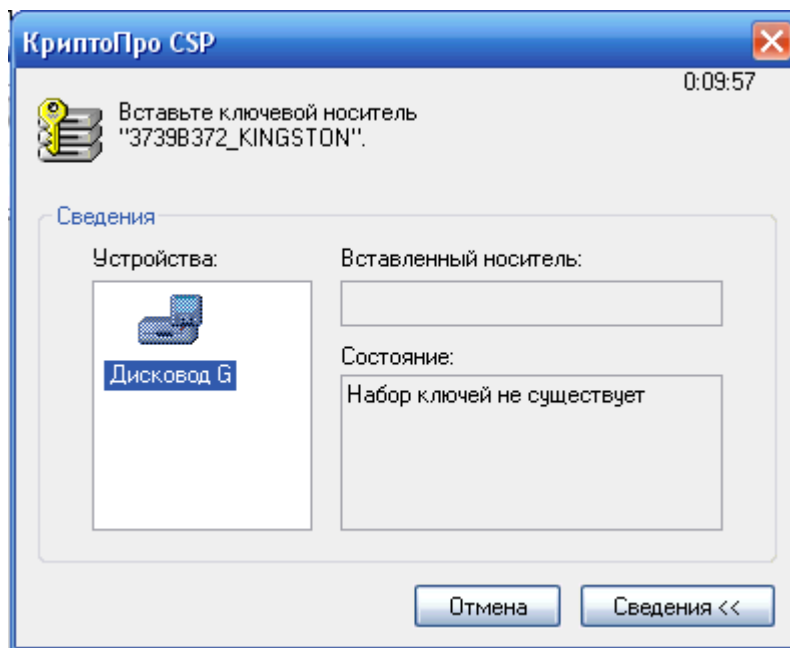 КриптоПро CSP
0:09:57
Вставьте ключевой носитель
"3739B372_KINGSTON".
Сведения
Устройства:
Дисковод G
Вставленный носитель:
Состояние:
Набор ключей не существует
Отмена
Сведения <<